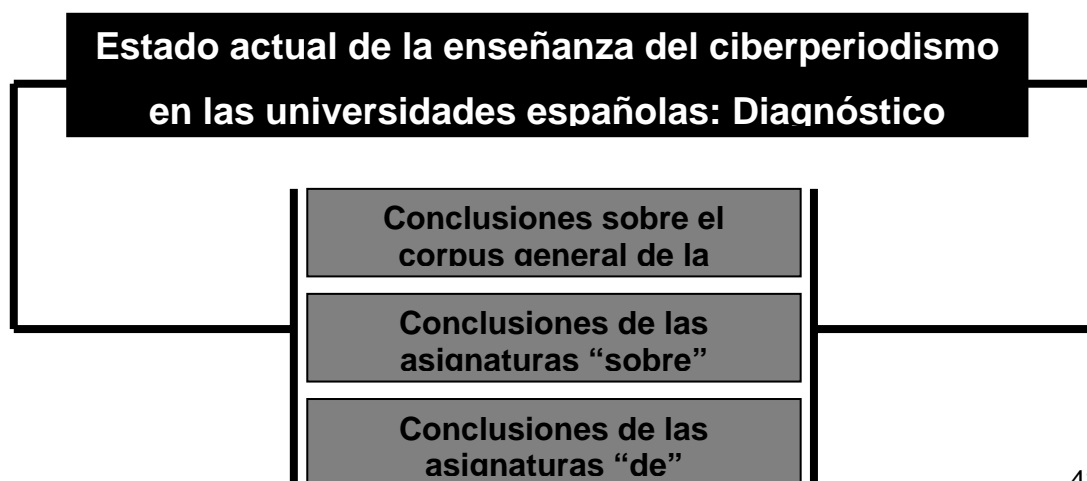 Estado actual de la enseñanza del ciberperiodismo
en las universidades españolas: Diagnóstico
Conclusiones sobre el
corpus general de la
Conclusiones de las
asignaturas “sobre”
Conclusiones de las
asignaturas “de”
4